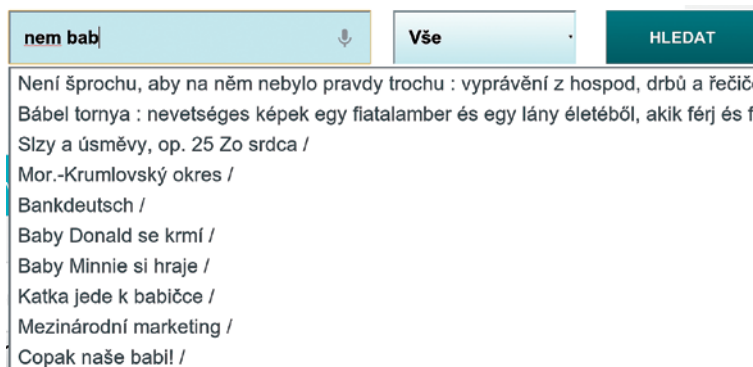 nem bab
Vše
HLEDAT
Není šprochu, aby na něm nebylo pravdy trochu : vyprávění z hospod, drbů a
Bábel tornya : nevetséges képek egy fiatalamber és egy lány életéből, akik férj és
Slzy a úsměvy, op. 25 Zo srdca /
Mor.-Krumlovský okres /
Bankdeutsch /
Baby Donald se krmí /
Baby Minnie si hraje /
Katka jede k babičce /
Mezinárodní marketing /
Copak naše babi! /